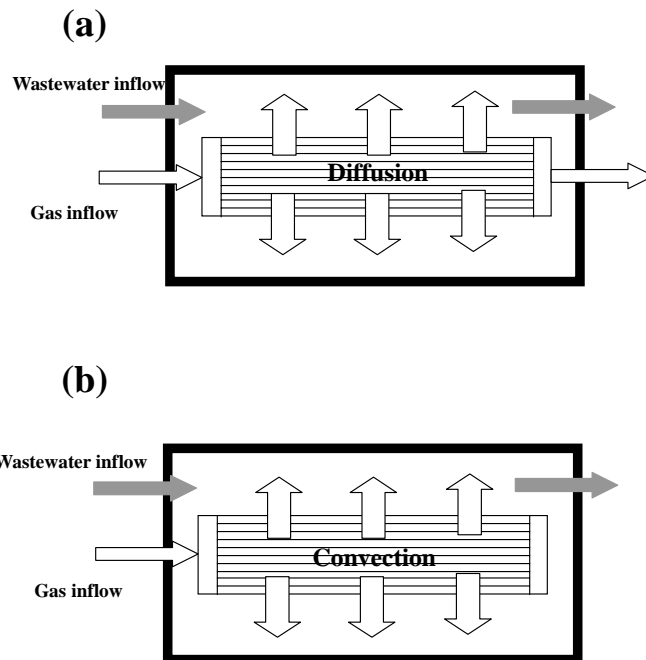 (a)
Wastewater inflow
Diffusion
Gas inflow
(b)
Wastewater inflow
Convection
Gas inflow